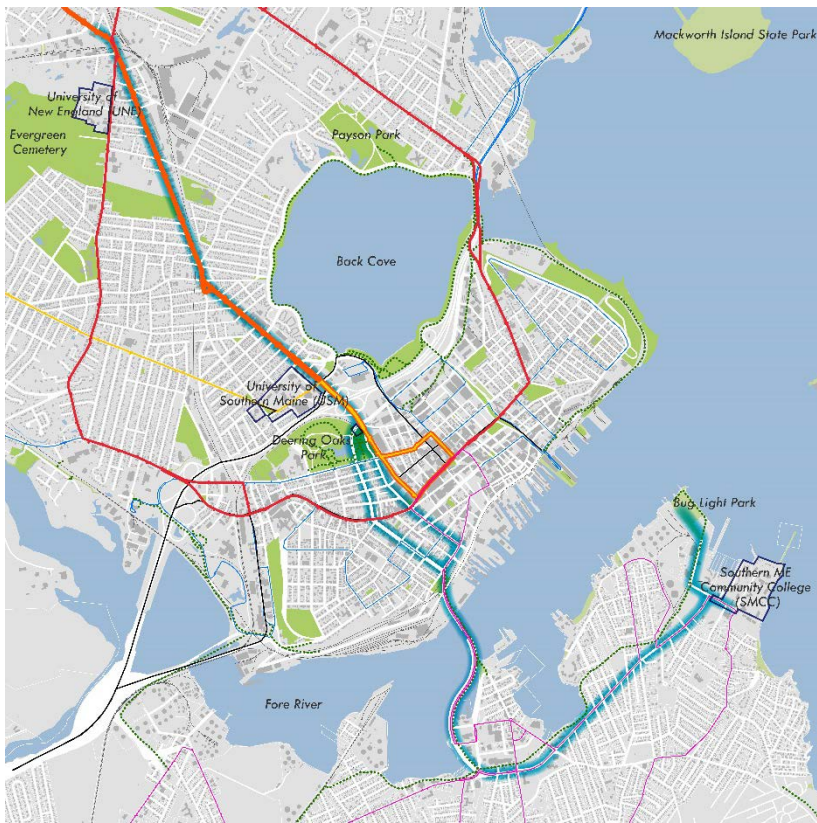 Mackworth Island State Park
University of
New England (UNE)
Evergreen
Cemetery
Payson Park
Back Cove
University of
Southern Maine (USM)
Deering Oaks
Park
Bug Light Park
Southern ME
Community College
(SMCC)
Fore River